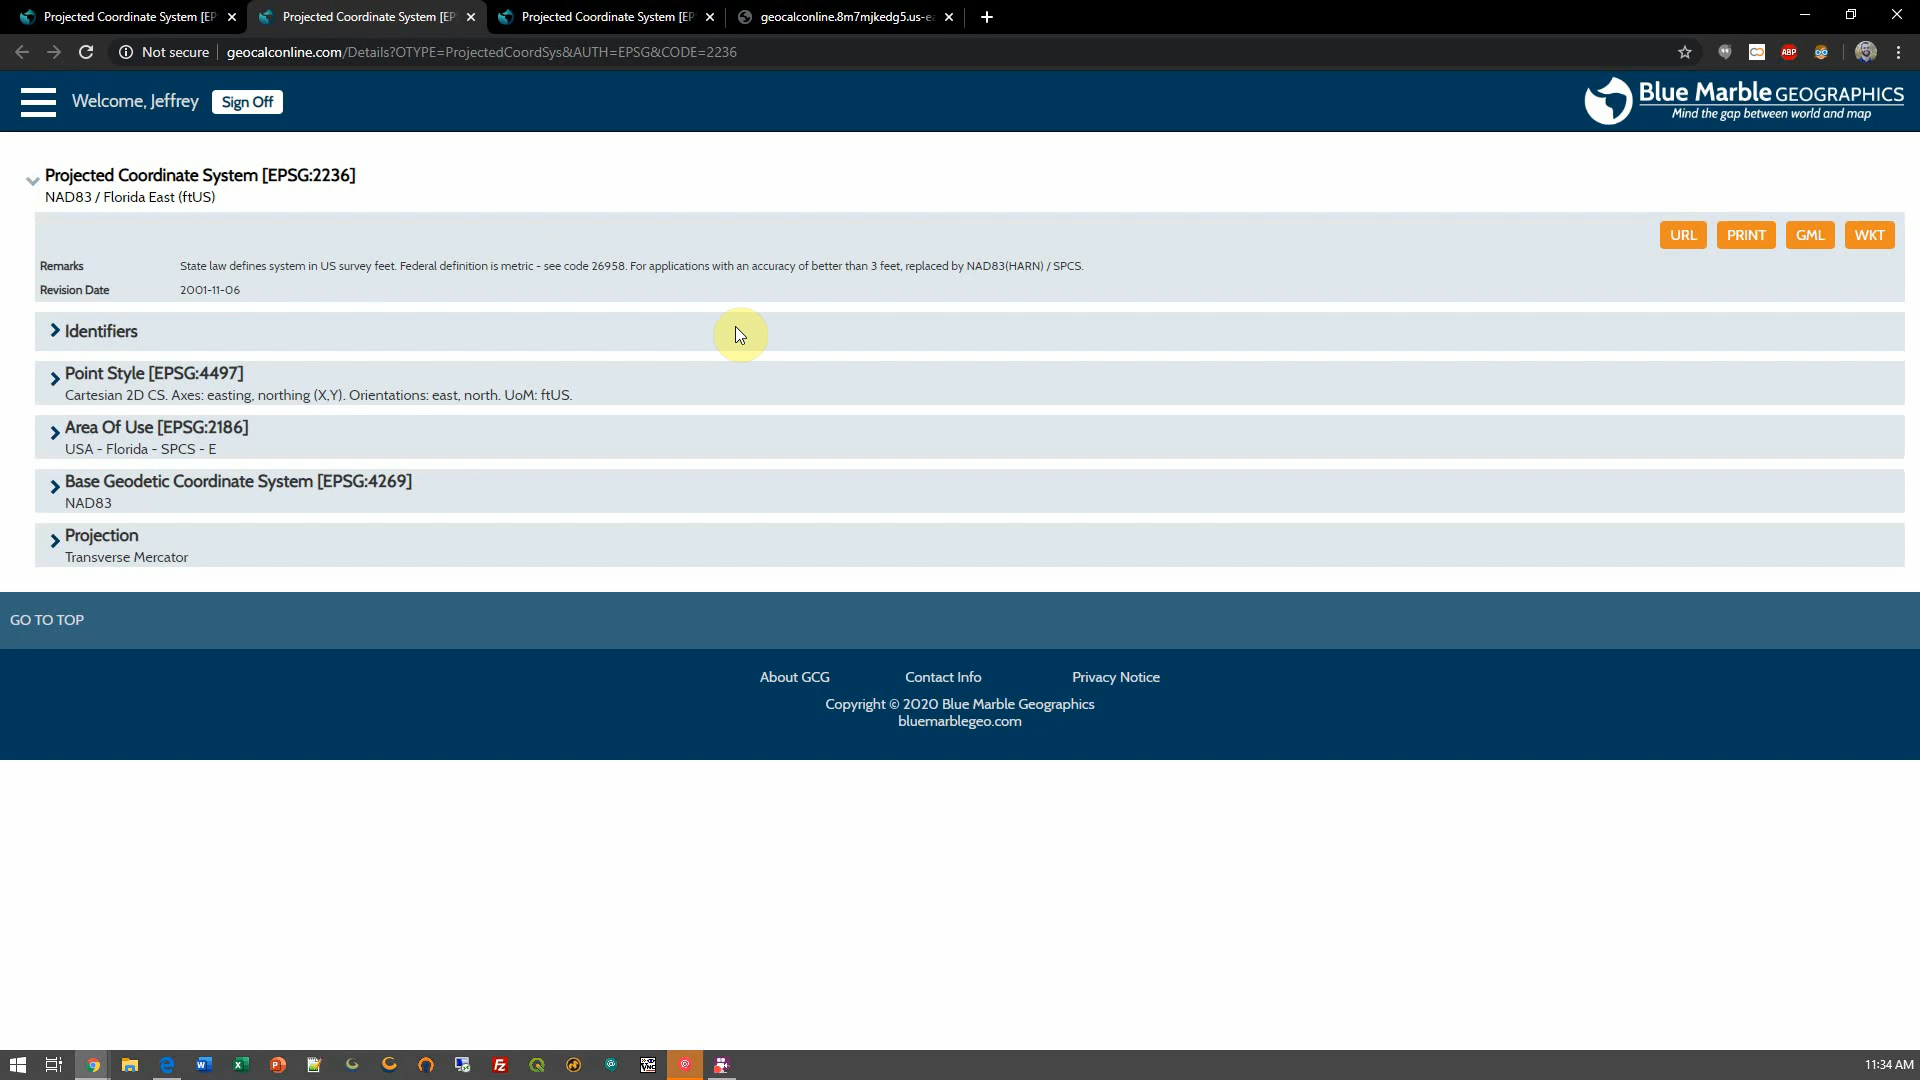 Projected Coordinate System [EP
Projected Coordinate System [EP
Projected Coordinate System [EP
geocalconline.8m7mjkedg5.us-ea
Not secure
geocalconline.com/Details?OTYPE=ProjectedCoordSys&AUTH=EPSG&CODE=2236
ABP
Welcome, Jeffrey
Sign Off
Blue Marble GEOGRAPHICS
Mind the gap between world and map
Projected Coordinate System [EPSG:2236]
NAD83 / Florida East (ftUS)
URL
PRINT
GML
WKT
Remarks
State law defines system in US survey feet. Federal definition is metric - see code 26958. For applications with an accuracy of better than 3 feet, replaced by NAD83(HARN) / SPCS.
Revision Date
2001-11-06
Identifiers
Point Style [EPSG:4497]
Cartesian 2D CS. Axes: easting, northing (X,Y). Orientations: east, north. UoM: ftUS.
Area Of Use [EPSG:2186]
USA - Florida - SPCS - E
Base Geodetic Coordinate System [EPSG:4269]
NAD83
Projection
Transverse Mercator
GO TO TOP
About GCG
Contact Info
Privacy Notice
Copyright © 2020 Blue Marble Geographics
bluemarblegeo.com
11:34 AM